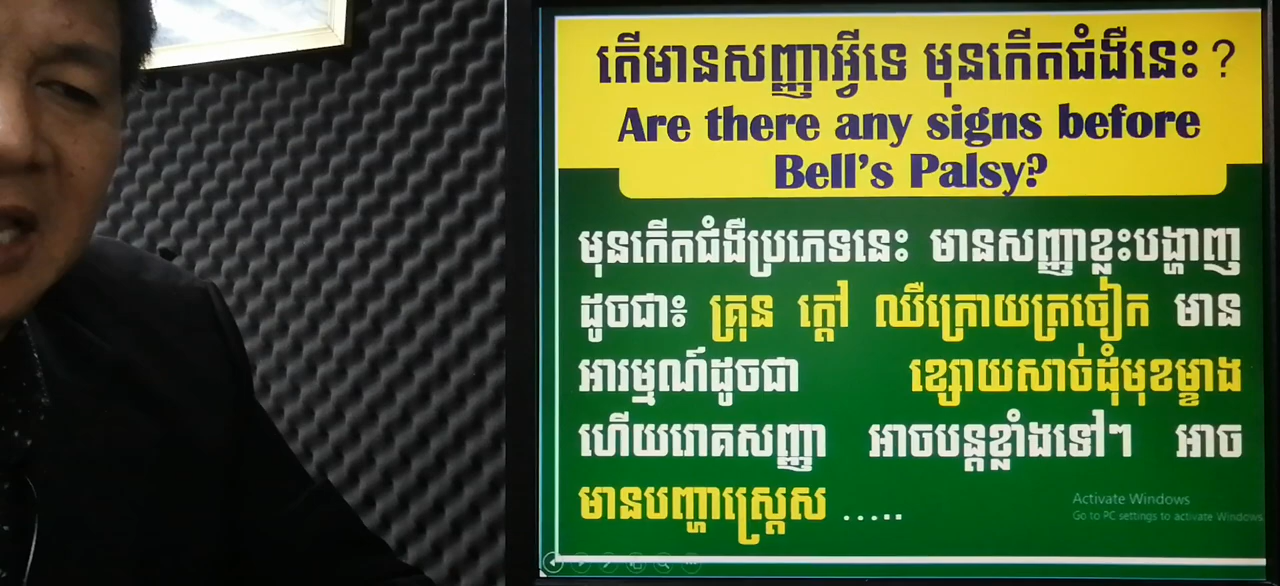 តើមានសញ្ញាអ្វីទេ មុនកើតជំងឺនេះ ?
Are there any signs before
Bell's Palsy?
មុនកើតជំងឺប្រភេទនេះ មានសញ្ញាខ្លះបង្ហាញ
ដូចជា៖ គ្រុន ក្តៅ ឈឺក្រោយត្រចៀក មាន
អារម្មណ៍ដូចជា ខ្សោយសាច់ដុំមុខម្ខាង
ហើយរោគសញ្ញា អាចបន្តខ្លាំងទៅៗ អាច
មានបញ្ហាស្ត្រេស .....
Activate Windows
Go to PC settings to activate Windows.